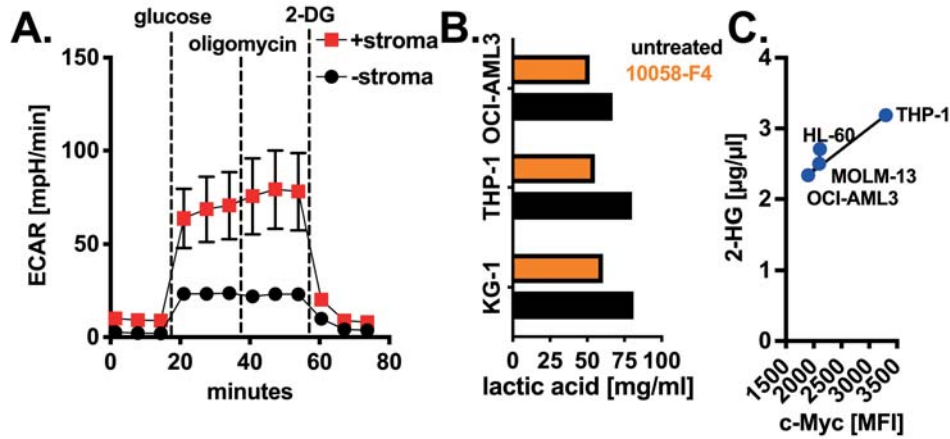 A.
glucose
oligomycin
2-DG
+stroma
-stroma
ECAR [mpH/min]
150
100
50
0
0 20 40 60 80
minutes
B.
untreated
10058-F4
OCI-AML3
THP-1
KG-1
0 25 50 75 100
lactic acid [mg/ml]
C.
2-HG [µg/µl]
4
3
2
1
0
THP-1
HL-60
MOLM-13
OCI-AML3
1500 2000 2500 3000 3500
c-Myc [MFI]